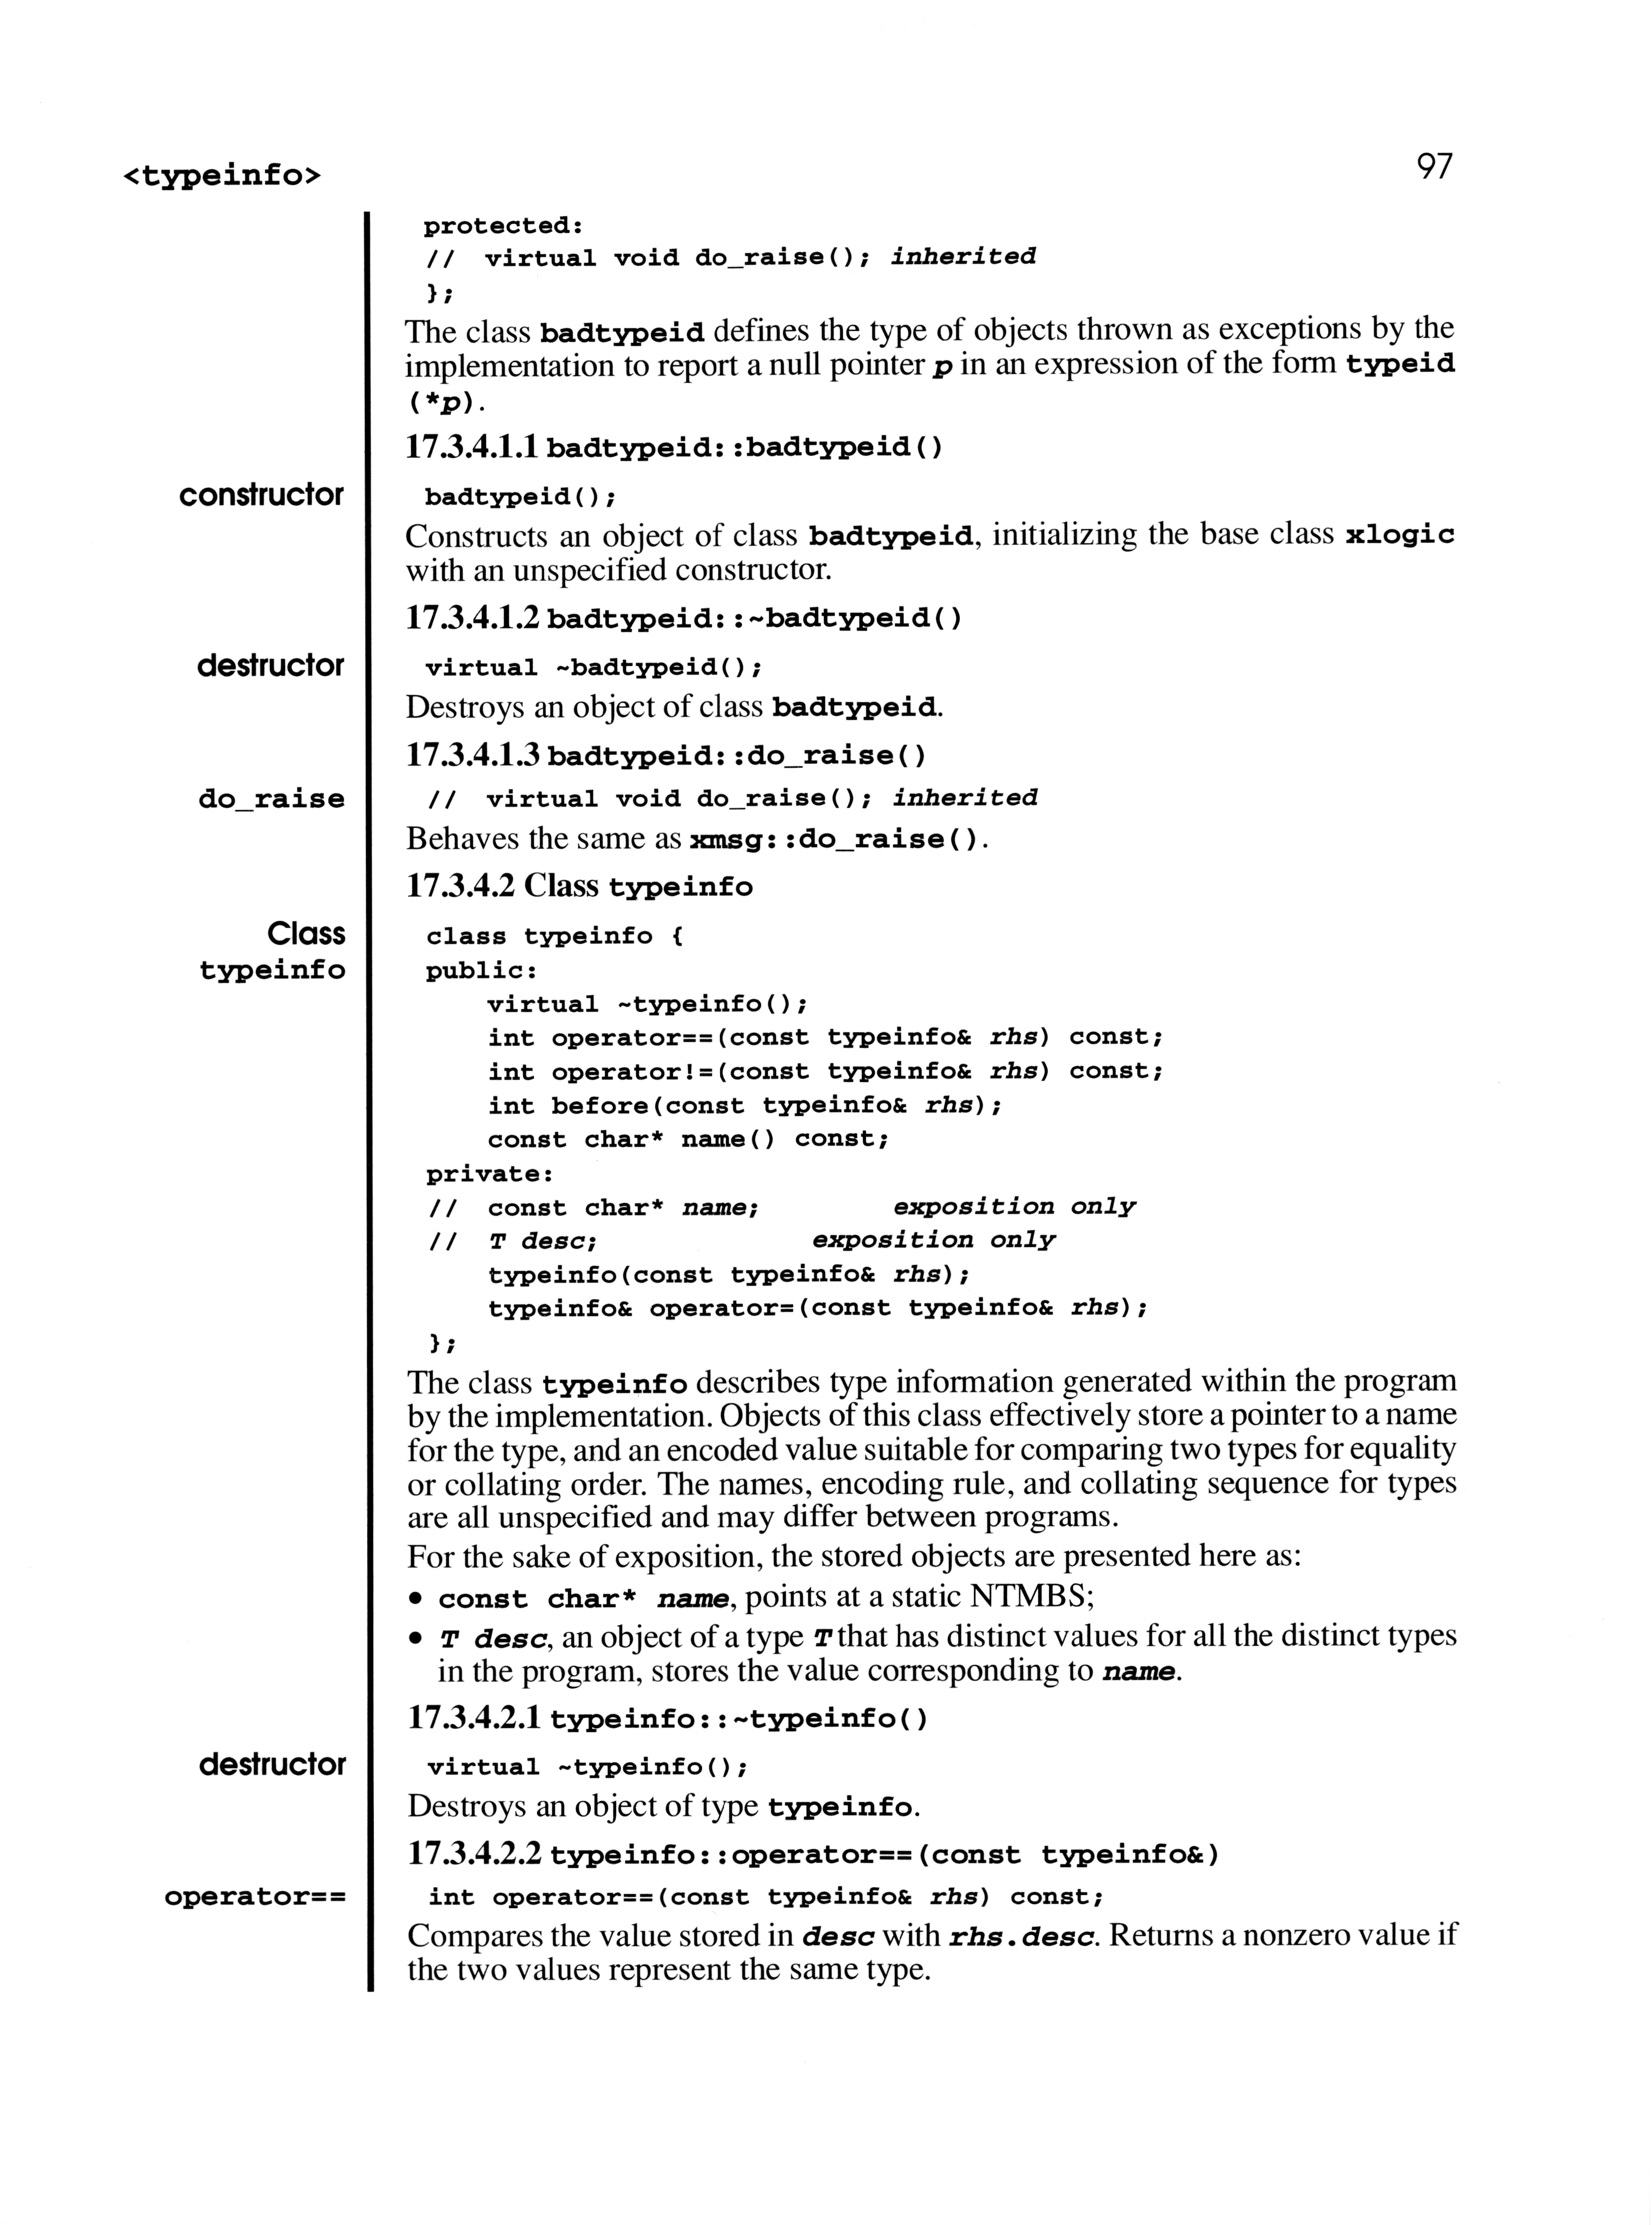 <typeinfo> 97
protected:
//  virtual void do_raise(); inherited
};
The class badtypeid defines the type of objects thrown as exceptions by the
implementation to report a null pointer p in an expression of the form typeid
(*p).
17.3.4.1.1 badtypeid::badtypeid()
constructor badtypeid();
Constructs an object of class badtypeid, initializing the base class xlogic
with an unspecified constructor.
17.3.4.1.2 badtypeid::~badtypeid()
destructor virtual ~badtypeid();
Destroys an object of class badtypeid.
17.3.4.1.3 badtypeid::do_raise()
do_raise //  virtual void do_raise(); inherited
Behaves the same as xmsg::do_raise().
17.3.4.2 Class typeinfo
Class class typeinfo {
typeinfo public:
virtual ~typeinfo();
int operator==(const typeinfo& rhs) const;
int operator!=(const typeinfo& rhs) const;
int before(const typeinfo& rhs);
const char* name() const;
private:
//  const char* name;        exposition only
//  T desc;        exposition only
typeinfo(const typeinfo& rhs);
typeinfo& operator=(const typeinfo& rhs);
};
The class typeinfo describes type information generated within the program
by the implementation. Objects of this class effectively store a pointer to a name
for the type, and an encoded value suitable for comparing two types for equality
or collating order. The names, encoding rule, and collating sequence for types
are all unspecified and may differ between programs.
For the sake of exposition, the stored objects are presented here as:
• const char* name, points at a static NTMBS;
• T desc, an object of a type T that has distinct values for all the distinct types
in the program, stores the value corresponding to name.
17.3.4.2.1 typeinfo::~typeinfo()
destructor virtual ~typeinfo();
Destroys an object of type typeinfo.
17.3.4.2.2 typeinfo::operator==(const typeinfo&)
operator== int operator==(const typeinfo& rhs) const;
Compares the value stored in desc with rhs.desc. Returns a nonzero value if
the two values represent the same type.